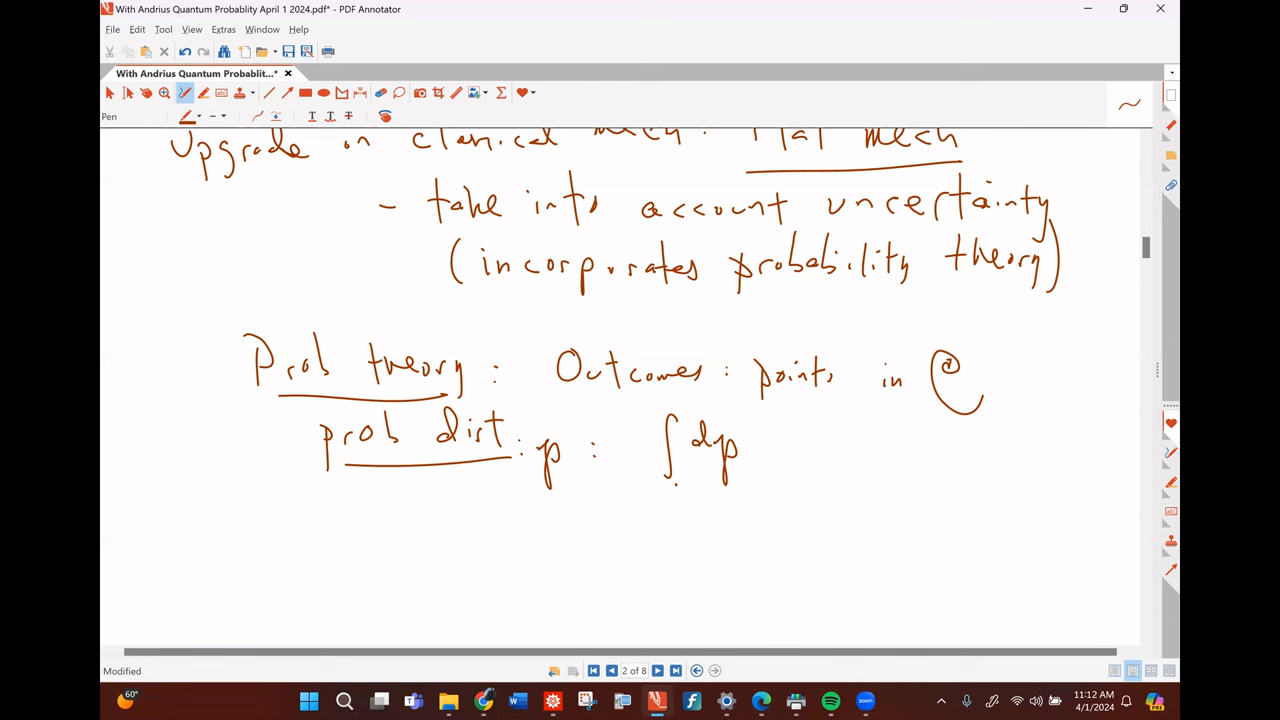 With Andrius Quantum Probablity April 1 2024.pdf* - PDF Annotator
File Edit Tool View Extras Window Help
With Andrius Quantum Probablit...*
Pen
Upgrade on classical mech: stat mech
- take into account uncertainty
(incorporates probability theory)
Prob theory: Outcomes: points in
prob dist: p: ∫ dp
Modified
2 of 8
60°
11:12 AM
4/1/2024